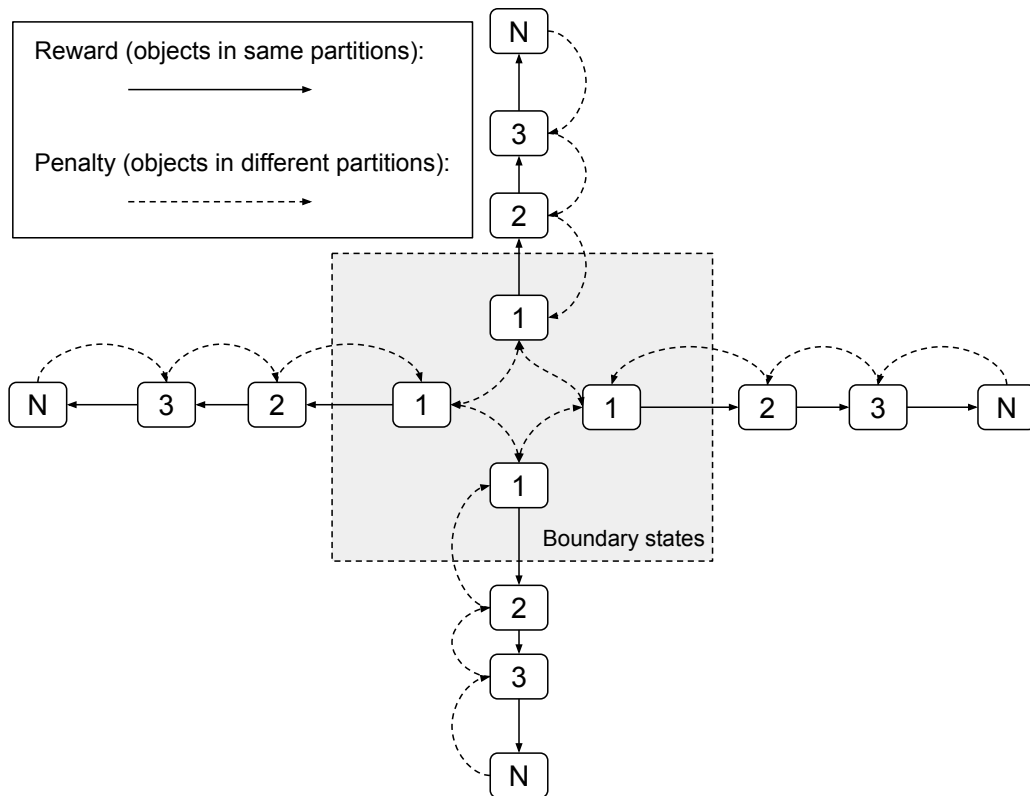 Reward (objects in same partitions):
Penalty (objects in different partitions):
N
3
2
1
N 3 2 1 1 2 3 N
1
Boundary states
2
3
N